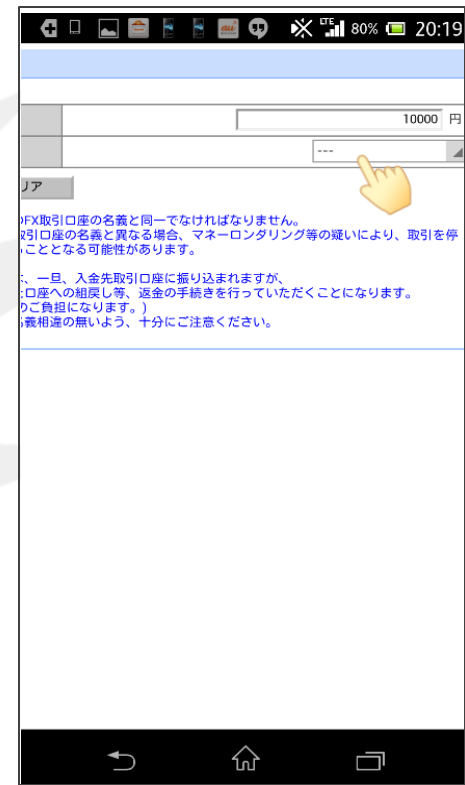 au
LTE 80% 20:19
10000 円
---
リア
FX取引口座の名義と同一でなければなりません。
取引口座の名義と異なる場合、マネーロンダリング等の疑いにより、取引を停
ることとなる可能性があります。
は、一旦、入金先取引口座に振り込まれますが、
口座への組戻し等、返金の手続きを行っていただくことになります。
のご負担になります。)
名義相違の無いよう、十分にご注意ください。